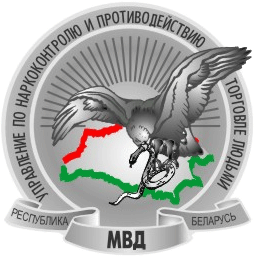 УПРАВЛЕНИЕ ПО НАРКОКОНТРОЛЮ И ПРОТИВОДЕЙСТВИЮ ТОРГОВЛЕ ЛЮДЬМИ
РЕСПУБЛИКА БЕЛАРУСЬ
МВД